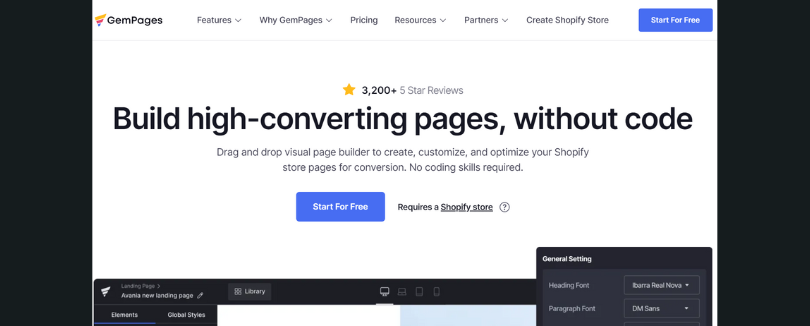 GemPages
Features Why GemPages Pricing Resources Partners Create Shopify Store Start For Free
3,200+ 5 Star Reviews
Build high-converting pages, without code
Drag and drop visual page builder to create, customize, and optimize your Shopify
store pages for conversion. No coding skills required.
Start For Free Requires a Shopify store ?
General Setting
Landing Page
Avania new landing page
Library
Heading Font Ibarra Real Nova
Paragraph Font DM Sans
Elements Global Styles